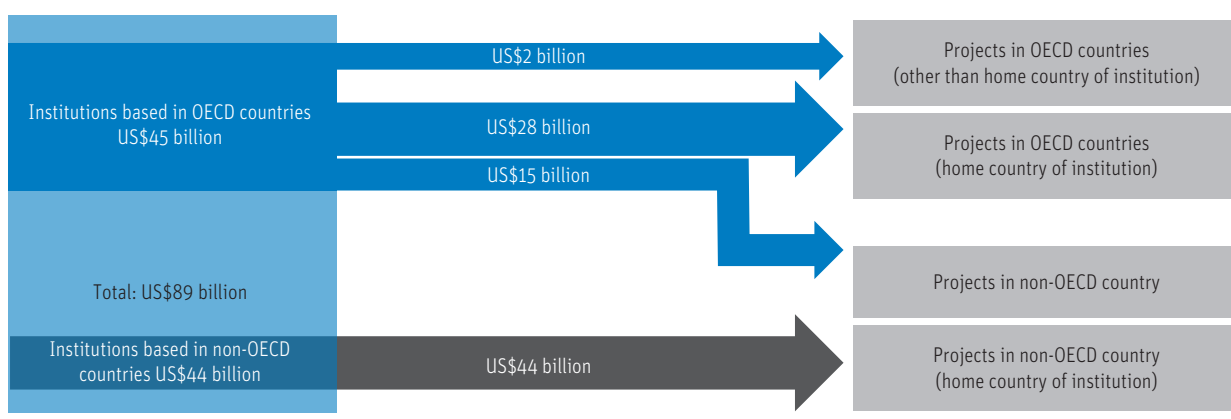 US$2 billion
Projects in OECD countries
(other than home country of institution)
Institutions based in OECD countries
US$45 billion
US$28 billion
Projects in OECD countries
(home country of institution)
US$15 billion
Total: US$89 billion
Projects in non-OECD country
Institutions based in non-OECD
countries US$44 billion
US$44 billion
Projects in non-OECD country
(home country of institution)